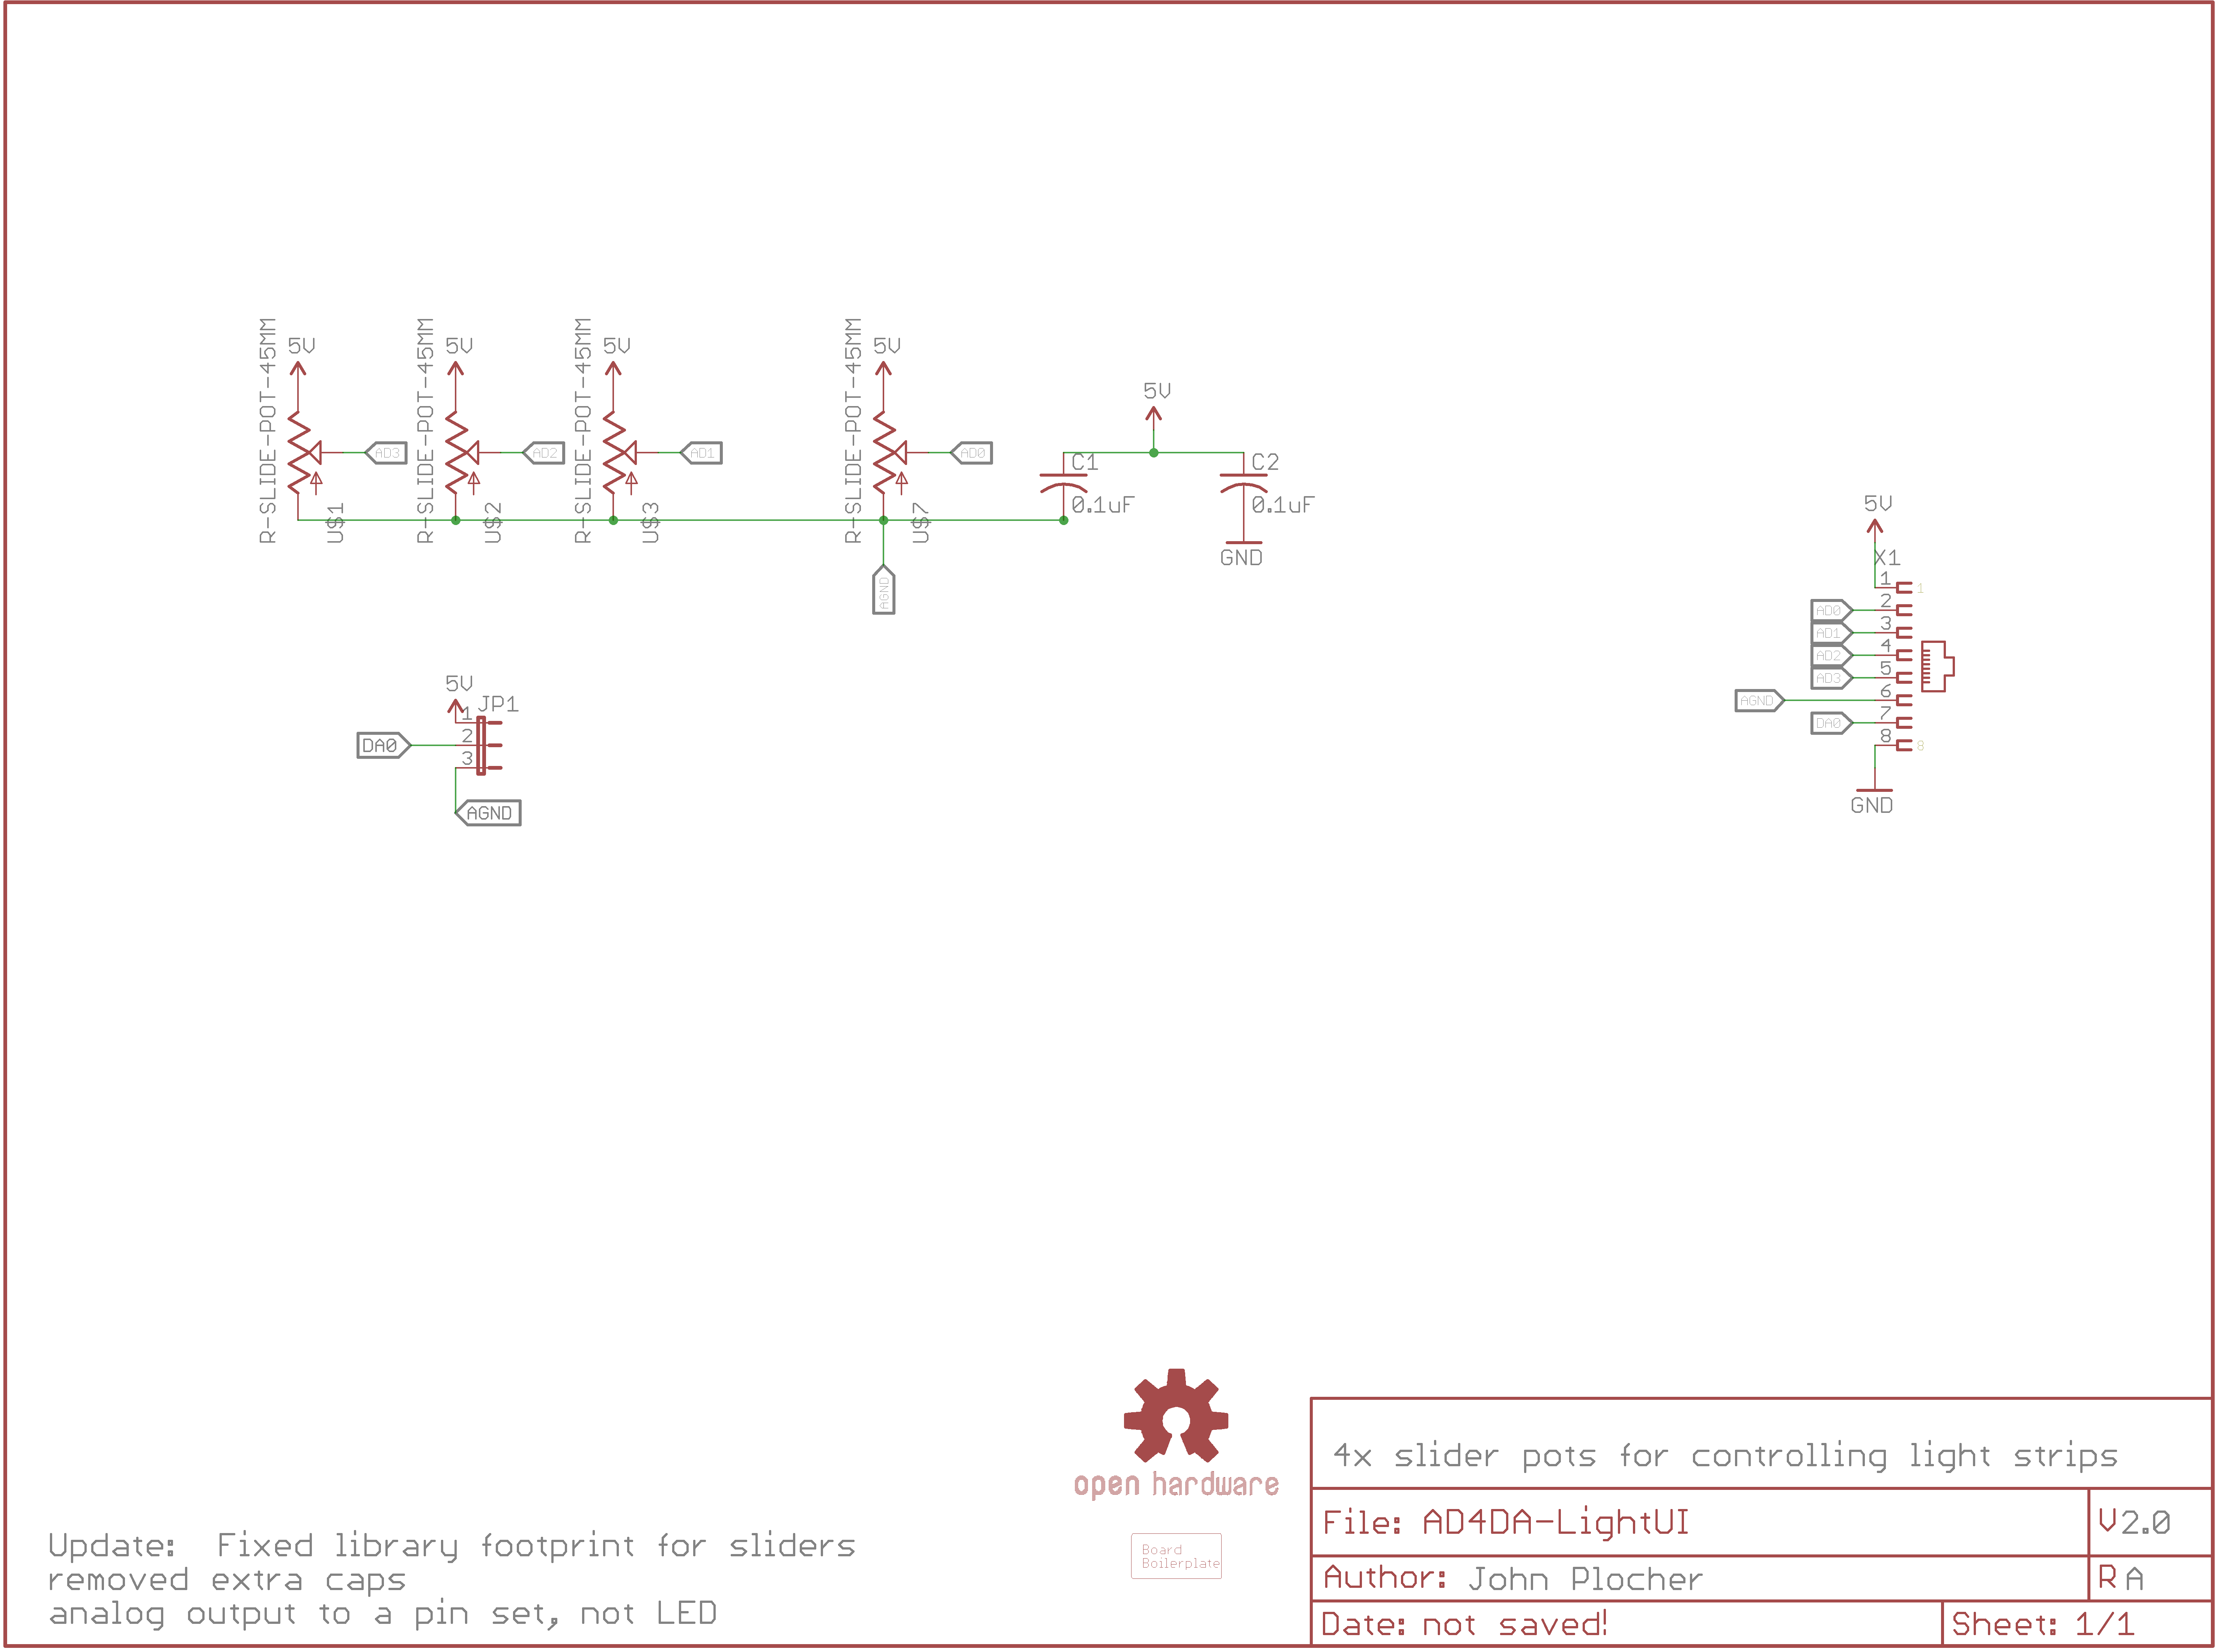 R-SLIDE-POT-45MM
5V
AD3
U$1
R-SLIDE-POT-45MM
5V
AD2
U$2
R-SLIDE-POT-45MM
5V
AD1
U$3
R-SLIDE-POT-45MM
5V
AD0
U$7
AGND
5V
C1
0.1uF
C2
0.1uF
GND
5V
JP1
1
2
3
DA0
AGND
5V
X1
1
2
3
4
5
6
7
8
1
8
AD0
AD1
AD2
AD3
AGND
DA0
GND
open hardware
Board
Boilerplate
Update: Fixed library footprint for sliders
removed extra caps
analog output to a pin set, not LED
4x slider pots for controlling light strips
File: AD4DA-LightUI
V2.0
Author: John Plocher
R A
Date: not saved!
Sheet: 1/1